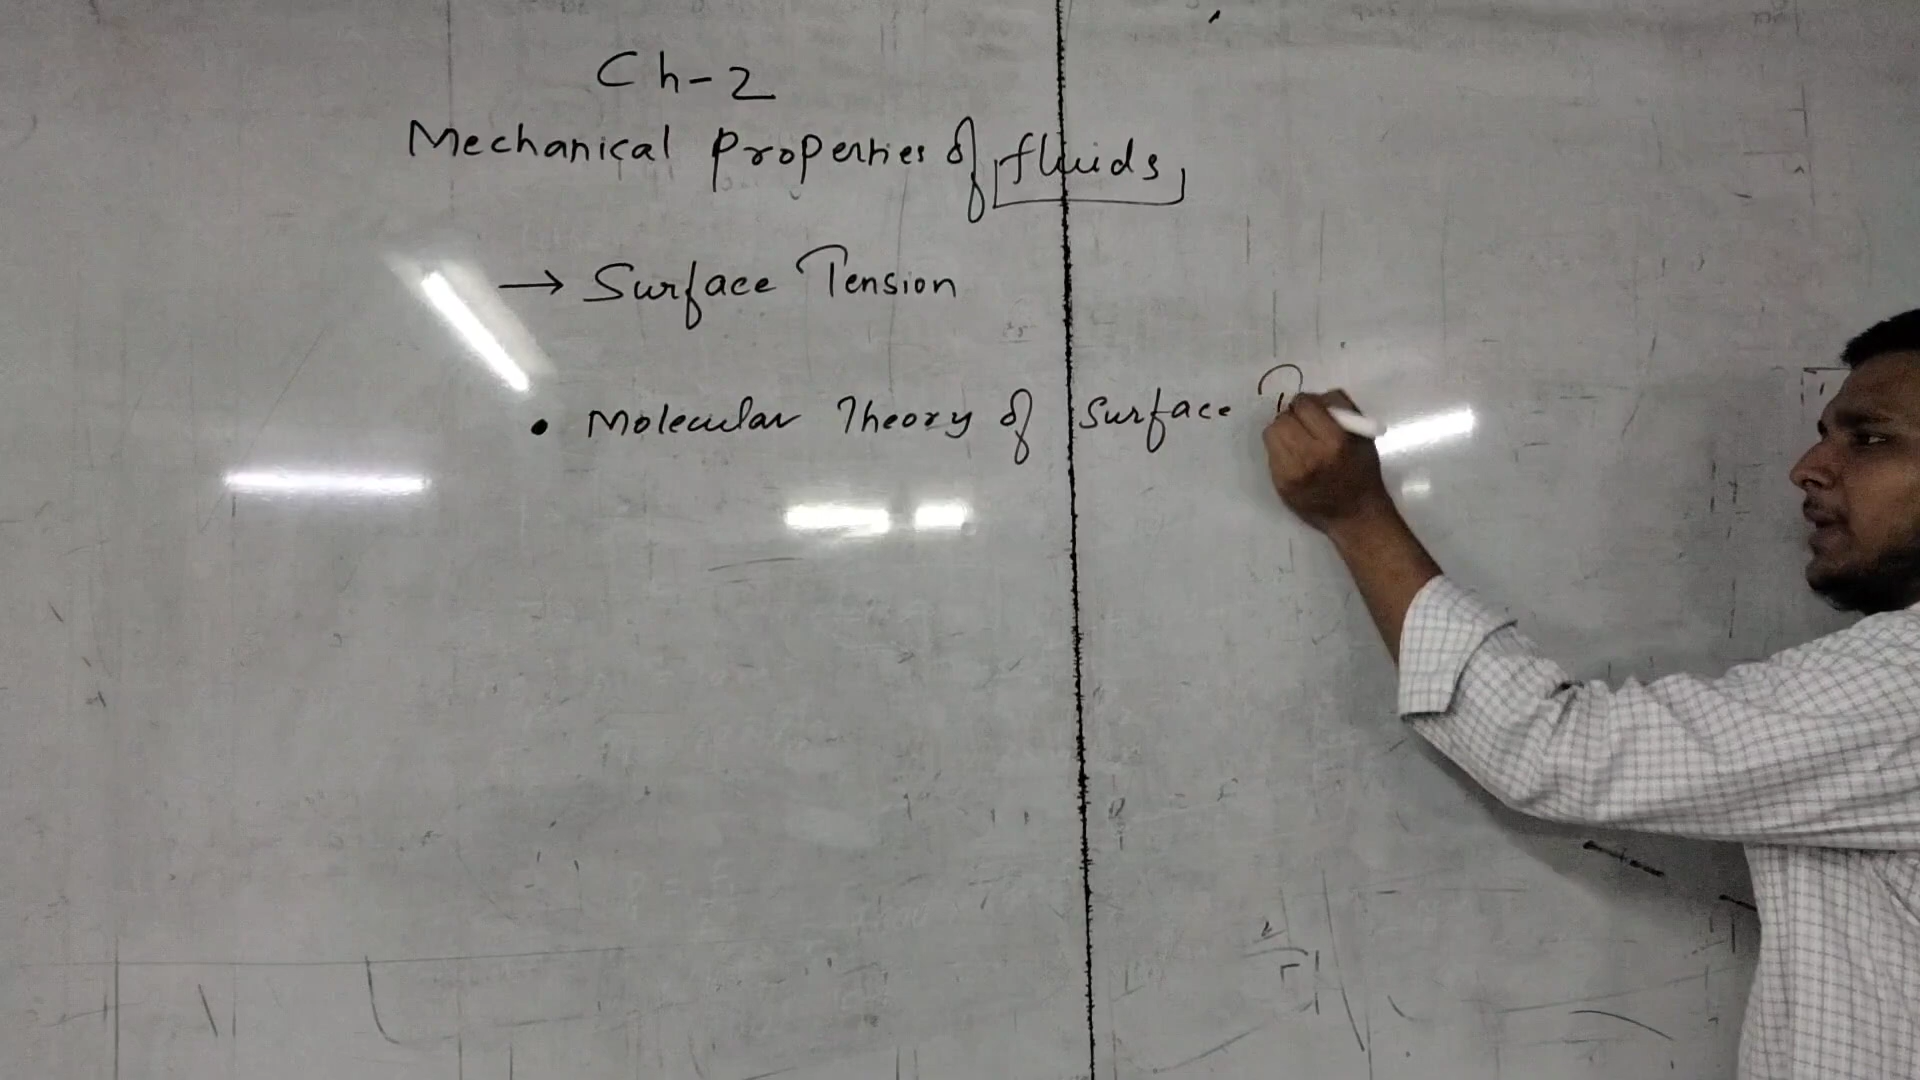 Ch-2
Mechanical Properties of fluids
→ Surface Tension
• Molecular Theory of Surface T